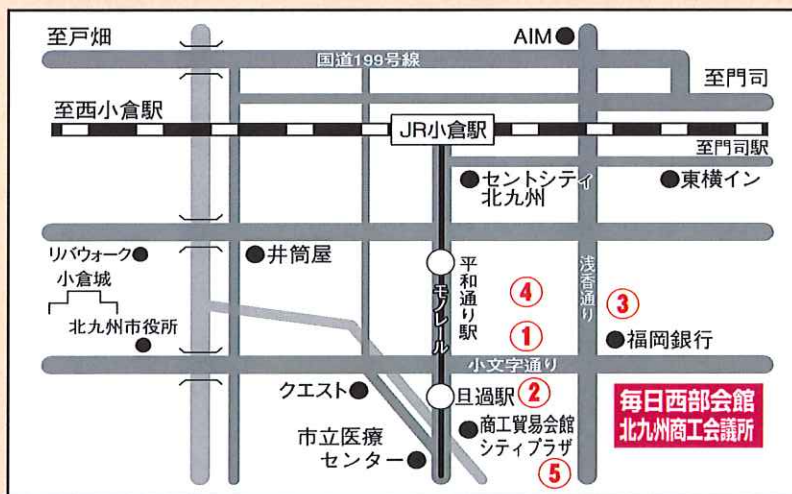 至戸畑
AIM
国道199号線
至門司
至西小倉駅
JR小倉駅
至門司駅
セントシティ
北九州
東横イン
リバウォーク
井筒屋
平和通り駅
モノレール
浅香通り
小倉城
④
③
北九州市役所
①
福岡銀行
小文字通り
クエスト
旦過駅
②
毎日西部会館
北九州商工会議所
商工貿易会館
シティプラザ
市立医療
センター
⑤